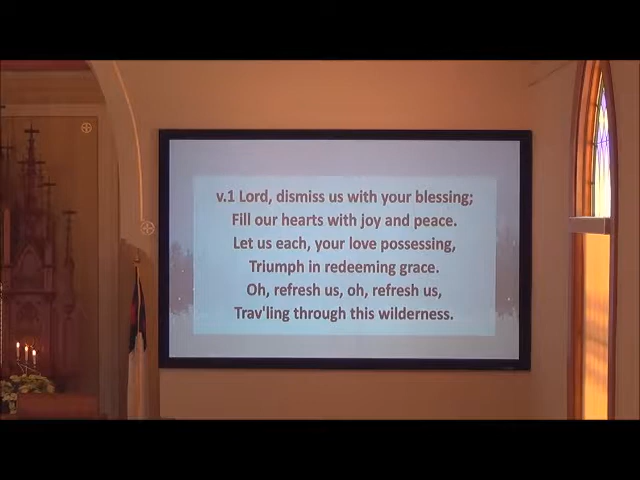 v.1 Lord, dismiss us with your blessing;
Fill our hearts with joy and peace.
Let us each, your love possessing,
Triumph in redeeming grace.
Oh, refresh us, oh, refresh us,
Trav'ling through this wilderness.